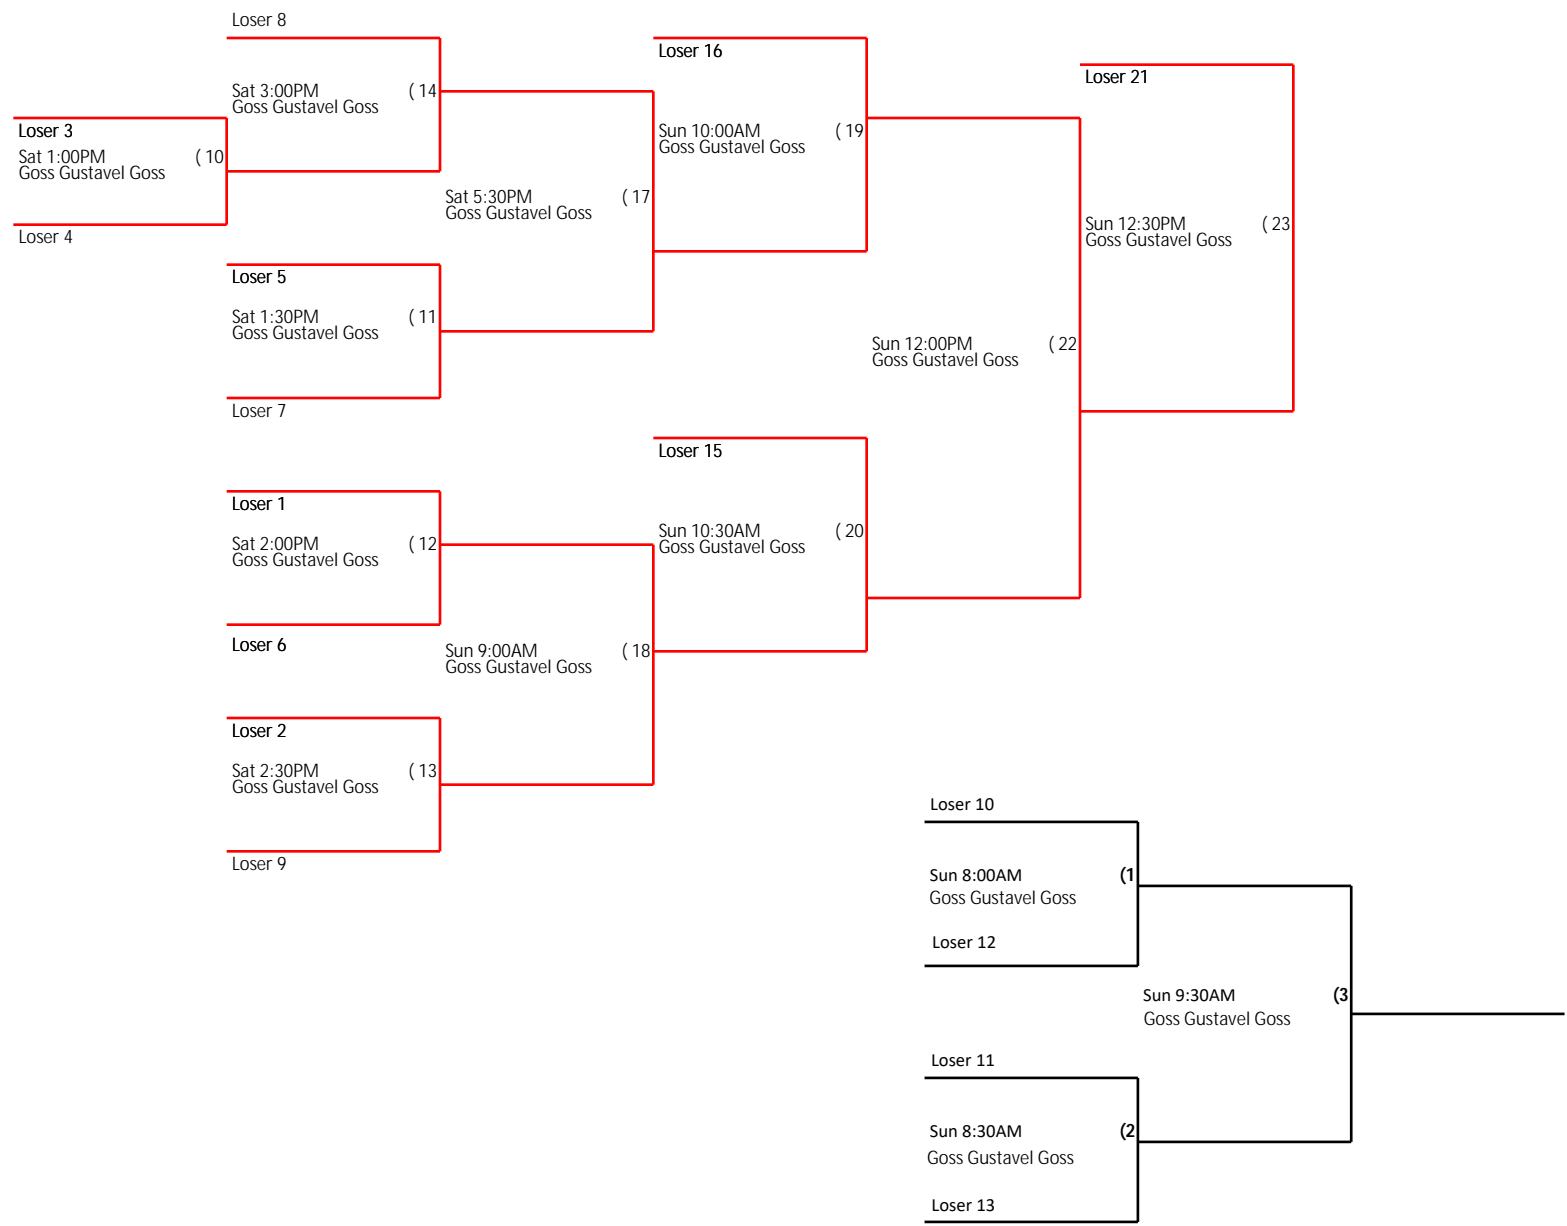 Loser 8
Sat 3:00PM ( 14
Goss Gustavel Goss
Loser 3
Sat 1:00PM ( 10
Goss Gustavel Goss
Loser 4
Sat 5:30PM ( 17
Goss Gustavel Goss
Loser 5
Sat 1:30PM ( 11
Goss Gustavel Goss
Loser 7
Loser 16
Sun 10:00AM ( 19
Goss Gustavel Goss
Loser 21
Sun 12:30PM ( 23
Goss Gustavel Goss
Sun 12:00PM ( 22
Goss Gustavel Goss
Loser 15
Sun 10:30AM ( 20
Goss Gustavel Goss
Loser 1
Sat 2:00PM ( 12
Goss Gustavel Goss
Loser 6
Sun 9:00AM ( 18
Goss Gustavel Goss
Loser 2
Sat 2:30PM ( 13
Goss Gustavel Goss
Loser 9
Loser 10
Sun 8:00AM (1
Goss Gustavel Goss
Loser 12
Sun 9:30AM (3
Goss Gustavel Goss
Loser 11
Sun 8:30AM (2
Goss Gustavel Goss
Loser 13